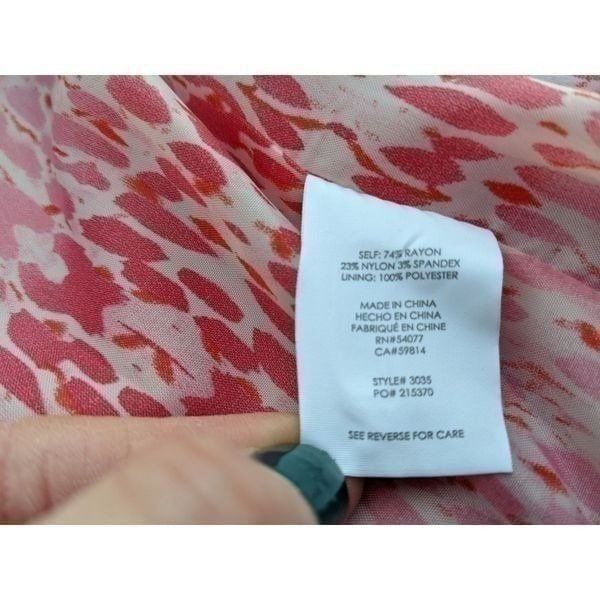 SELF: 74% RAYON
23% NYLON 3% SPANDEX
LINING: 100% POLYESTER
MADE IN CHINA
HECHO EN CHINA
FABRIQUÉ EN CHINE
RN#54077
CA#59814
STYLE# 3035
PO# 215370
SEE REVERSE FOR CARE